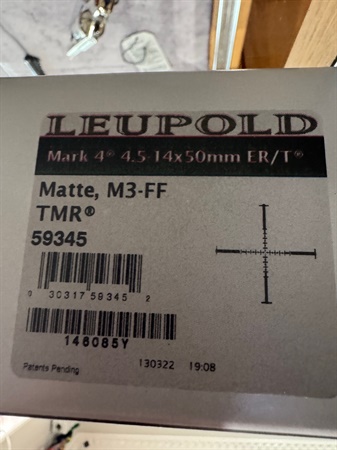 LEUPOLD
Mark 4® 4.5-14x50mm ER/T®
Matte, M3-FF
TMR®
59345
0 30317 59345 2
146085Y
Patents Pending 130322 19:08